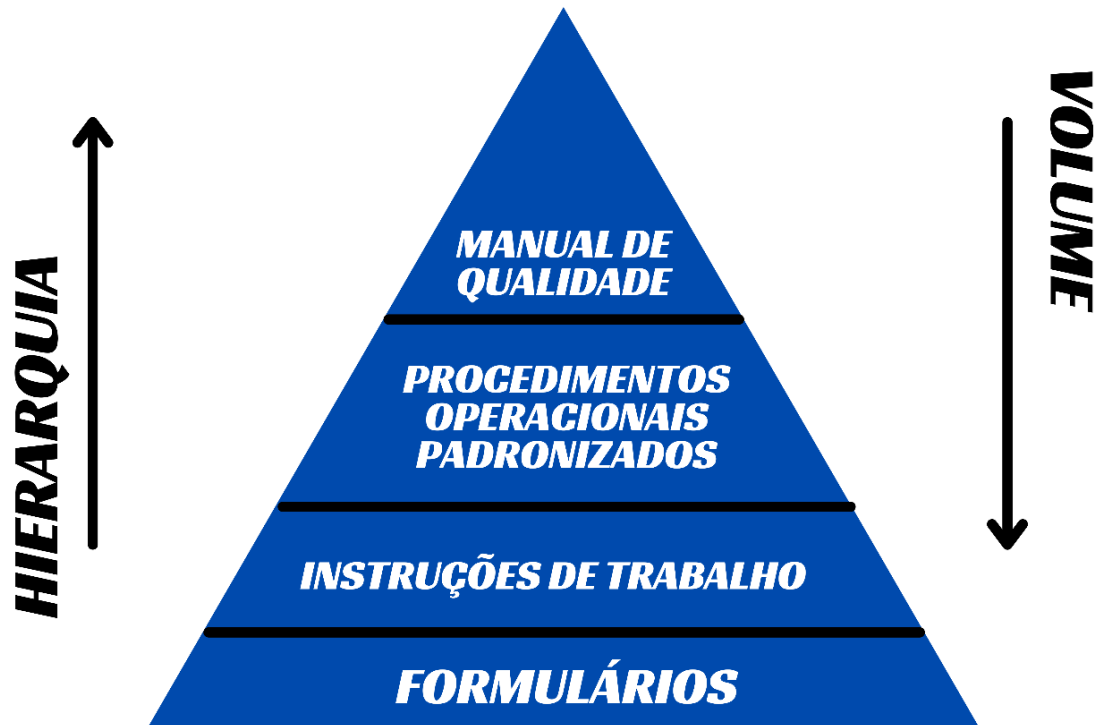 HIERARQUIA
VOLUME
MANUAL DE
QUALIDADE
PROCEDIMENTOS
OPERACIONAIS
PADRONIZADOS
INSTRUÇÕES DE TRABALHO
FORMULÁRIOS